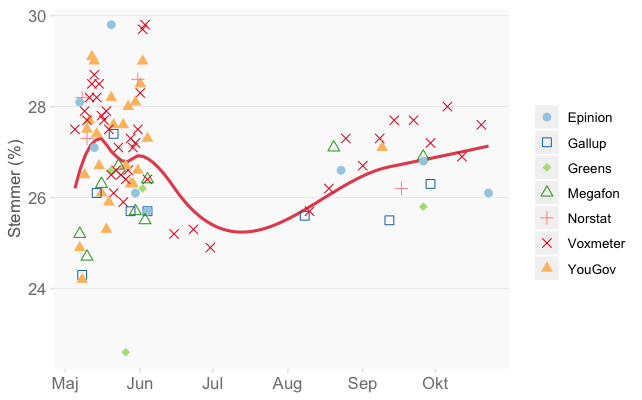 30
28
26
24
Stemmer (%)
Maj Jun Jul Aug Sep Okt
Epinion
Gallup
Greens
Megafon
Norstat
Voxmeter
YouGov